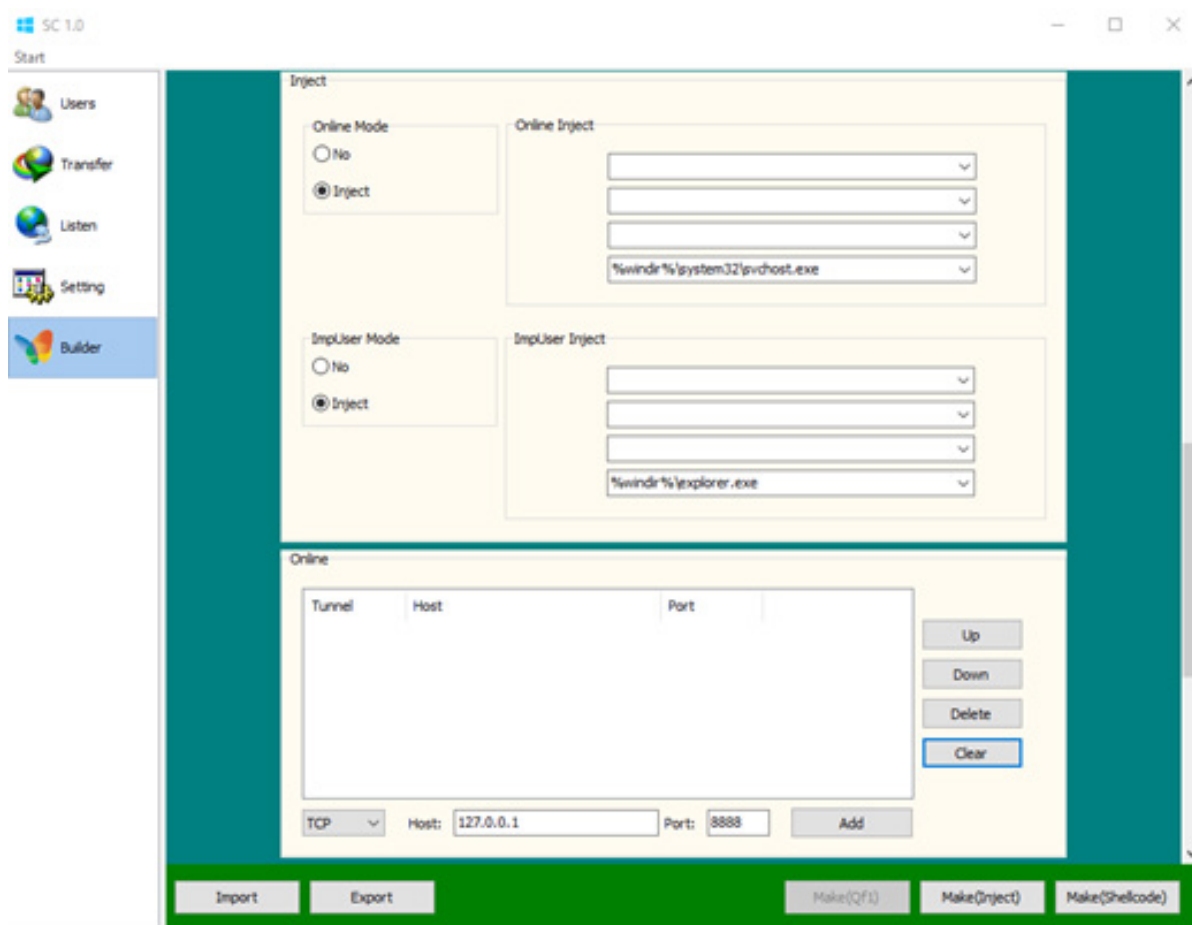 SC 1.0
Start
Users
Transfer
Listen
Setting
Builder
Inject
Online Mode
No
Inject
Online Inject
%windir%\system32\svchost.exe
ImpUser Mode
No
Inject
ImpUser Inject
%windir%\explorer.exe
Online
Tunnel Host Port
Up
Down
Delete
Clear
TCP Host: 127.0.0.1 Port: 8888 Add
Import Export Make(Qf1) Make(Inject) Make(Shellcode)